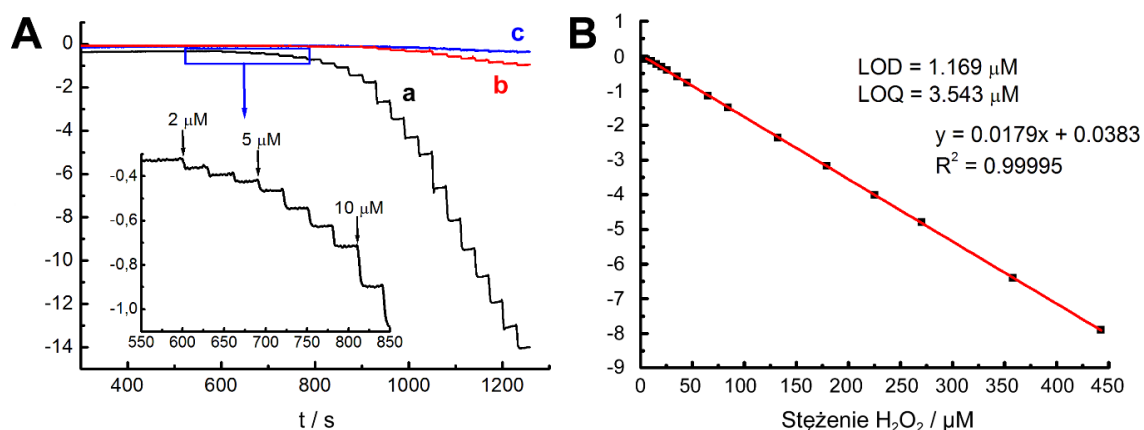 A
0
-2
-4
-6
-8
-10
-12
-14
400 600 800 1000 1200
t / s
c
b
a
2 µM
5 µM
10 µM
-0,4
-0,6
-0,8
-1,0
550 600 650 700 750 800 850
B
1
0
-1
-2
-3
-4
-5
-6
-7
-8
-9
0 50 100 150 200 250 300 350 400 450
Stężenie H₂O₂ / µM
LOD = 1.169 µM
LOQ = 3.543 µM
y = 0.0179x + 0.0383
R² = 0.99995